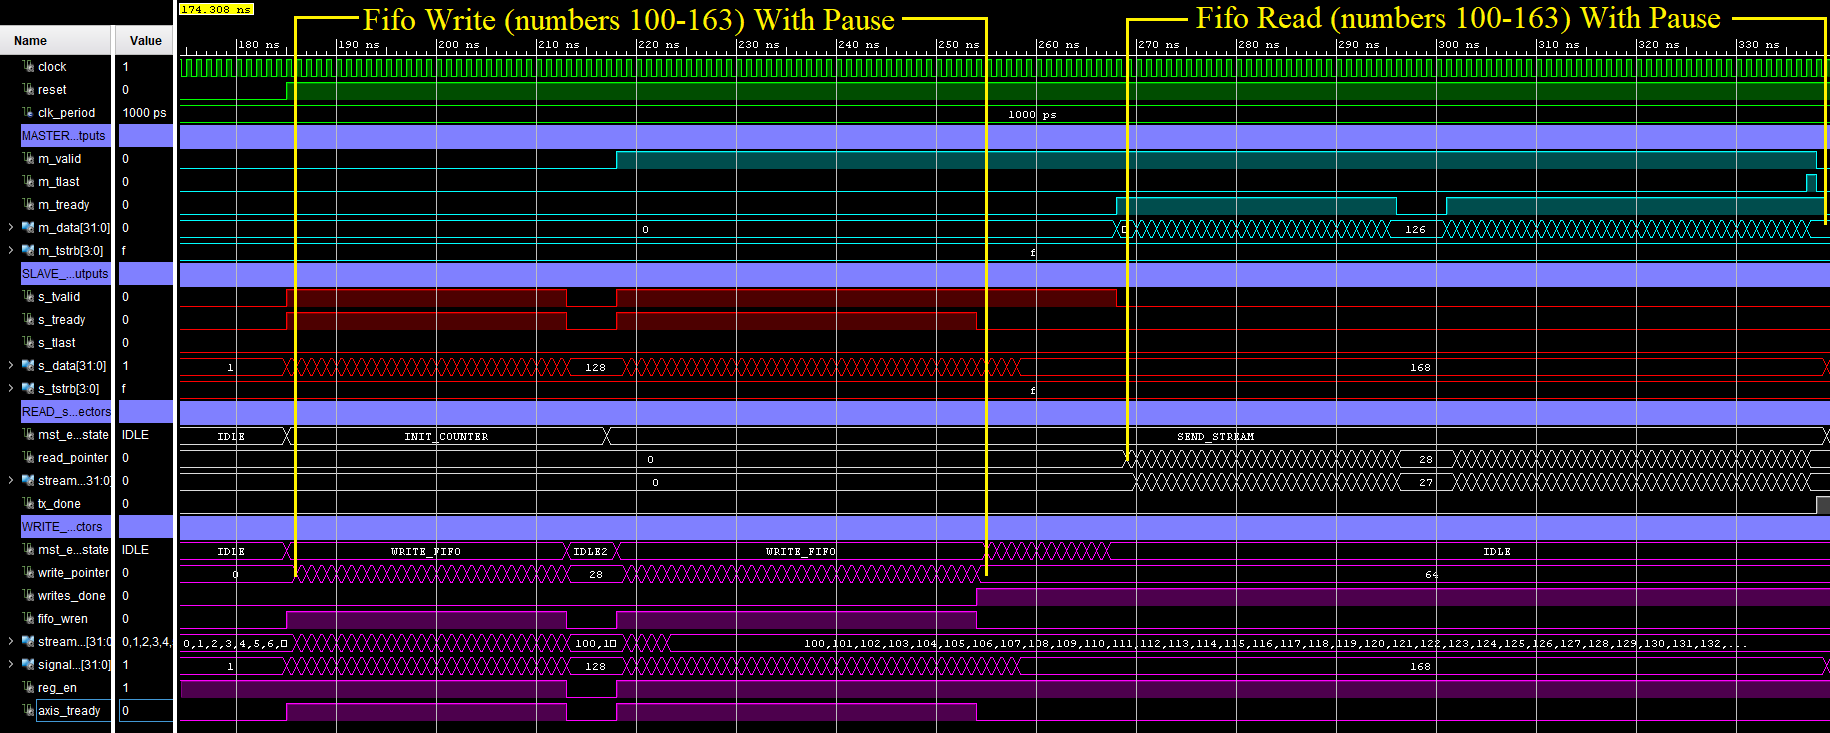 174.308 ns
Fifo Write (numbers 100-163) With Pause
Fifo Read (numbers 100-163) With Pause
Name Value
180 ns 190 ns 200 ns 210 ns 220 ns 230 ns 240 ns 250 ns 260 ns 270 ns 280 ns 290 ns 300 ns 310 ns 320 ns 330 ns
clock 1
reset 0
clk_period 1000 ps 1000 ps
MASTER...tputs
m_valid 0
m_tlast 0
m_tready 0
m_data[31:0] 0 0 126
m_tstrb[3:0] f f
SLAVE_...utputs
s_tvalid 0
s_tready 0
s_tlast 0
s_data[31:0] 1 1 128 168
s_tstrb[3:0] f f
READ_s...ectors
mst_e...state IDLE IDLE INIT_COUNTER SEND_STREAM
read_pointer 0 0 28
stream...31:0] 0 0 27
tx_done 0
WRITE_...ctors
mst_e...state IDLE IDLE WRITE_FIFO IDLE2 WRITE_FIFO IDLE
write_pointer 0 0 28 64
writes_done 0
fifo_wren 0
stream...[31:0 0,1,2,3,4, 0,1,2,3,4,5,6, 100,1 100,101,102,103,104,105,106,107,108,109,110,111,112,113,114,115,116,117,118,119,120,121,122,123,124,125,126,127,128,129,130,131,132,...
signal...[31:0] 1 1 128 168
reg_en 1
axis_tready 0